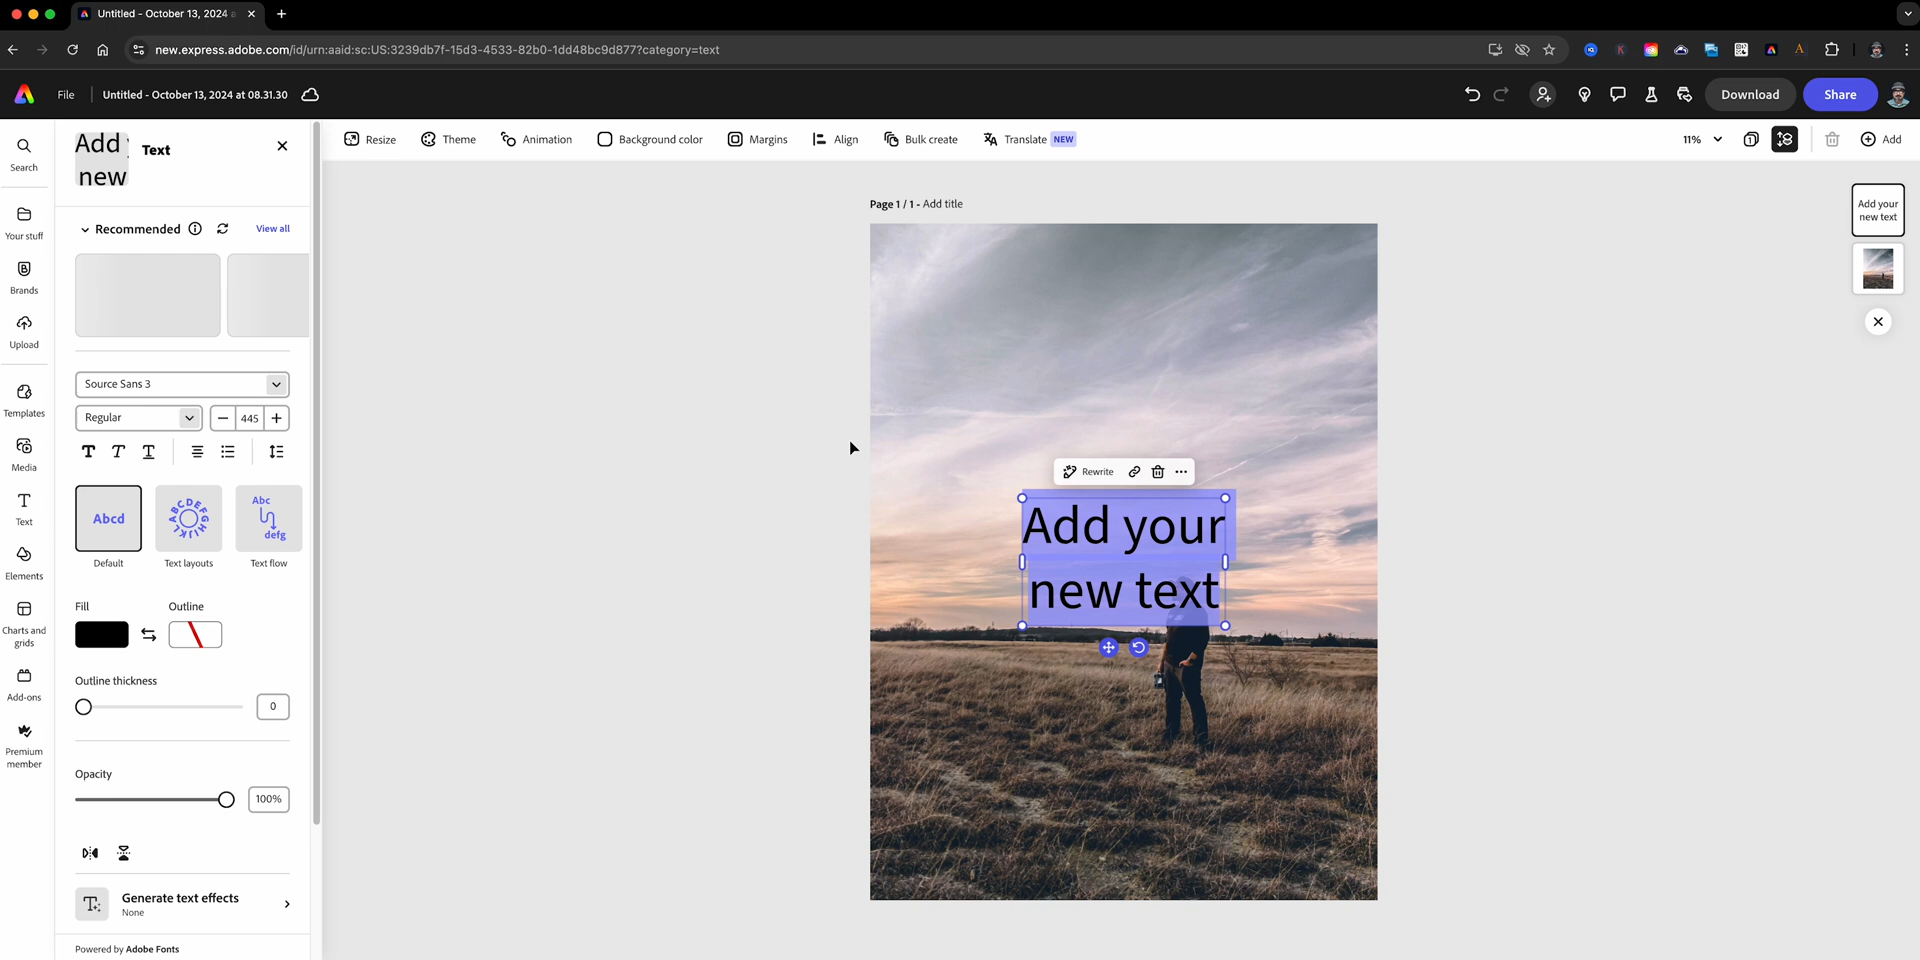 Untitled - October 13, 2024 a
new.express.adobe.com/id/urn:aaid:sc:US:3239db7f-15d3-4533-82b0-1dd48bc9d877?category=text
File
Untitled - October 13, 2024 at 08.31.30
Download
Share
Search
Your stuff
Brands
Upload
Templates
Media
Text
Elements
Charts and
grids
Add-ons
Premium
member
Add y
new
Text
Recommended
View all
Source Sans 3
Regular
445
Abcd
ABCDEFGHIJKL
Abc
defg
Default
Text layouts
Text flow
Fill
Outline
Outline thickness
0
Opacity
100%
Generate text effects
None
Powered by Adobe Fonts
Resize
Theme
Animation
Background color
Margins
Align
Bulk create
Translate NEW
11%
Add
Page 1 / 1 - Add title
Rewrite
Add your
new text
Add your
new text